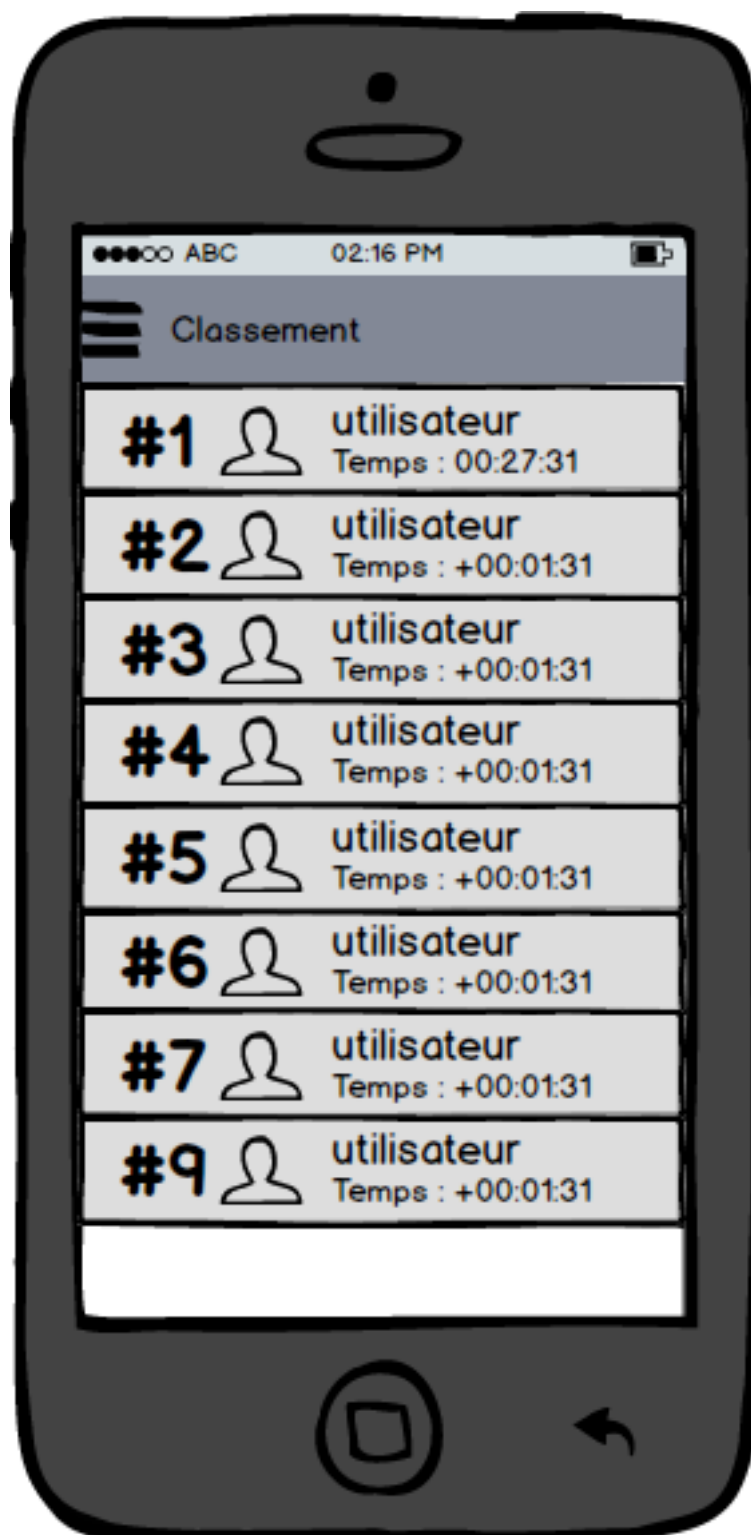 ABC 02:16 PM
Classement
#1 utilisateur
Temps : 00:27:31
#2 utilisateur
Temps : +00:01:31
#3 utilisateur
Temps : +00:01:31
#4 utilisateur
Temps : +00:01:31
#5 utilisateur
Temps : +00:01:31
#6 utilisateur
Temps : +00:01:31
#7 utilisateur
Temps : +00:01:31
#9 utilisateur
Temps : +00:01:31